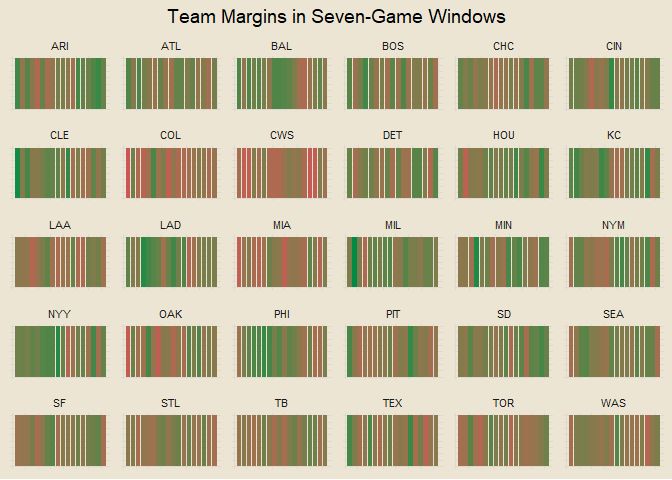 Team Margins in Seven-Game Windows
ARI ATL BAL BOS CHC CIN
CLE COL CWS DET HOU KC
LAA LAD MIA MIL MIN NYM
NYY OAK PHI PIT SD SEA
SF STL TB TEX TOR WAS